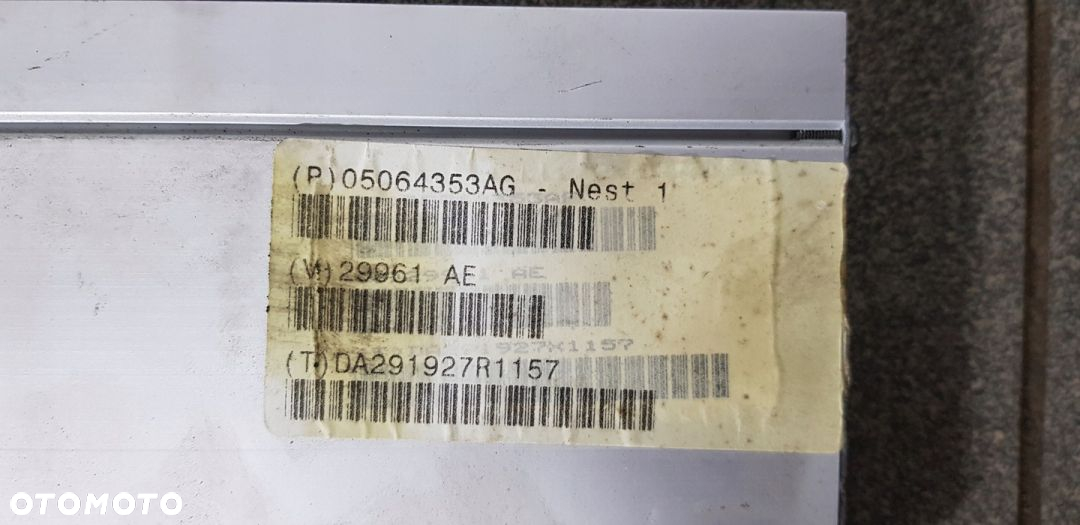 (P)05064353AG - Nest 1
(V)29961 AE
(T)DA291927R1157
OTOMOTO